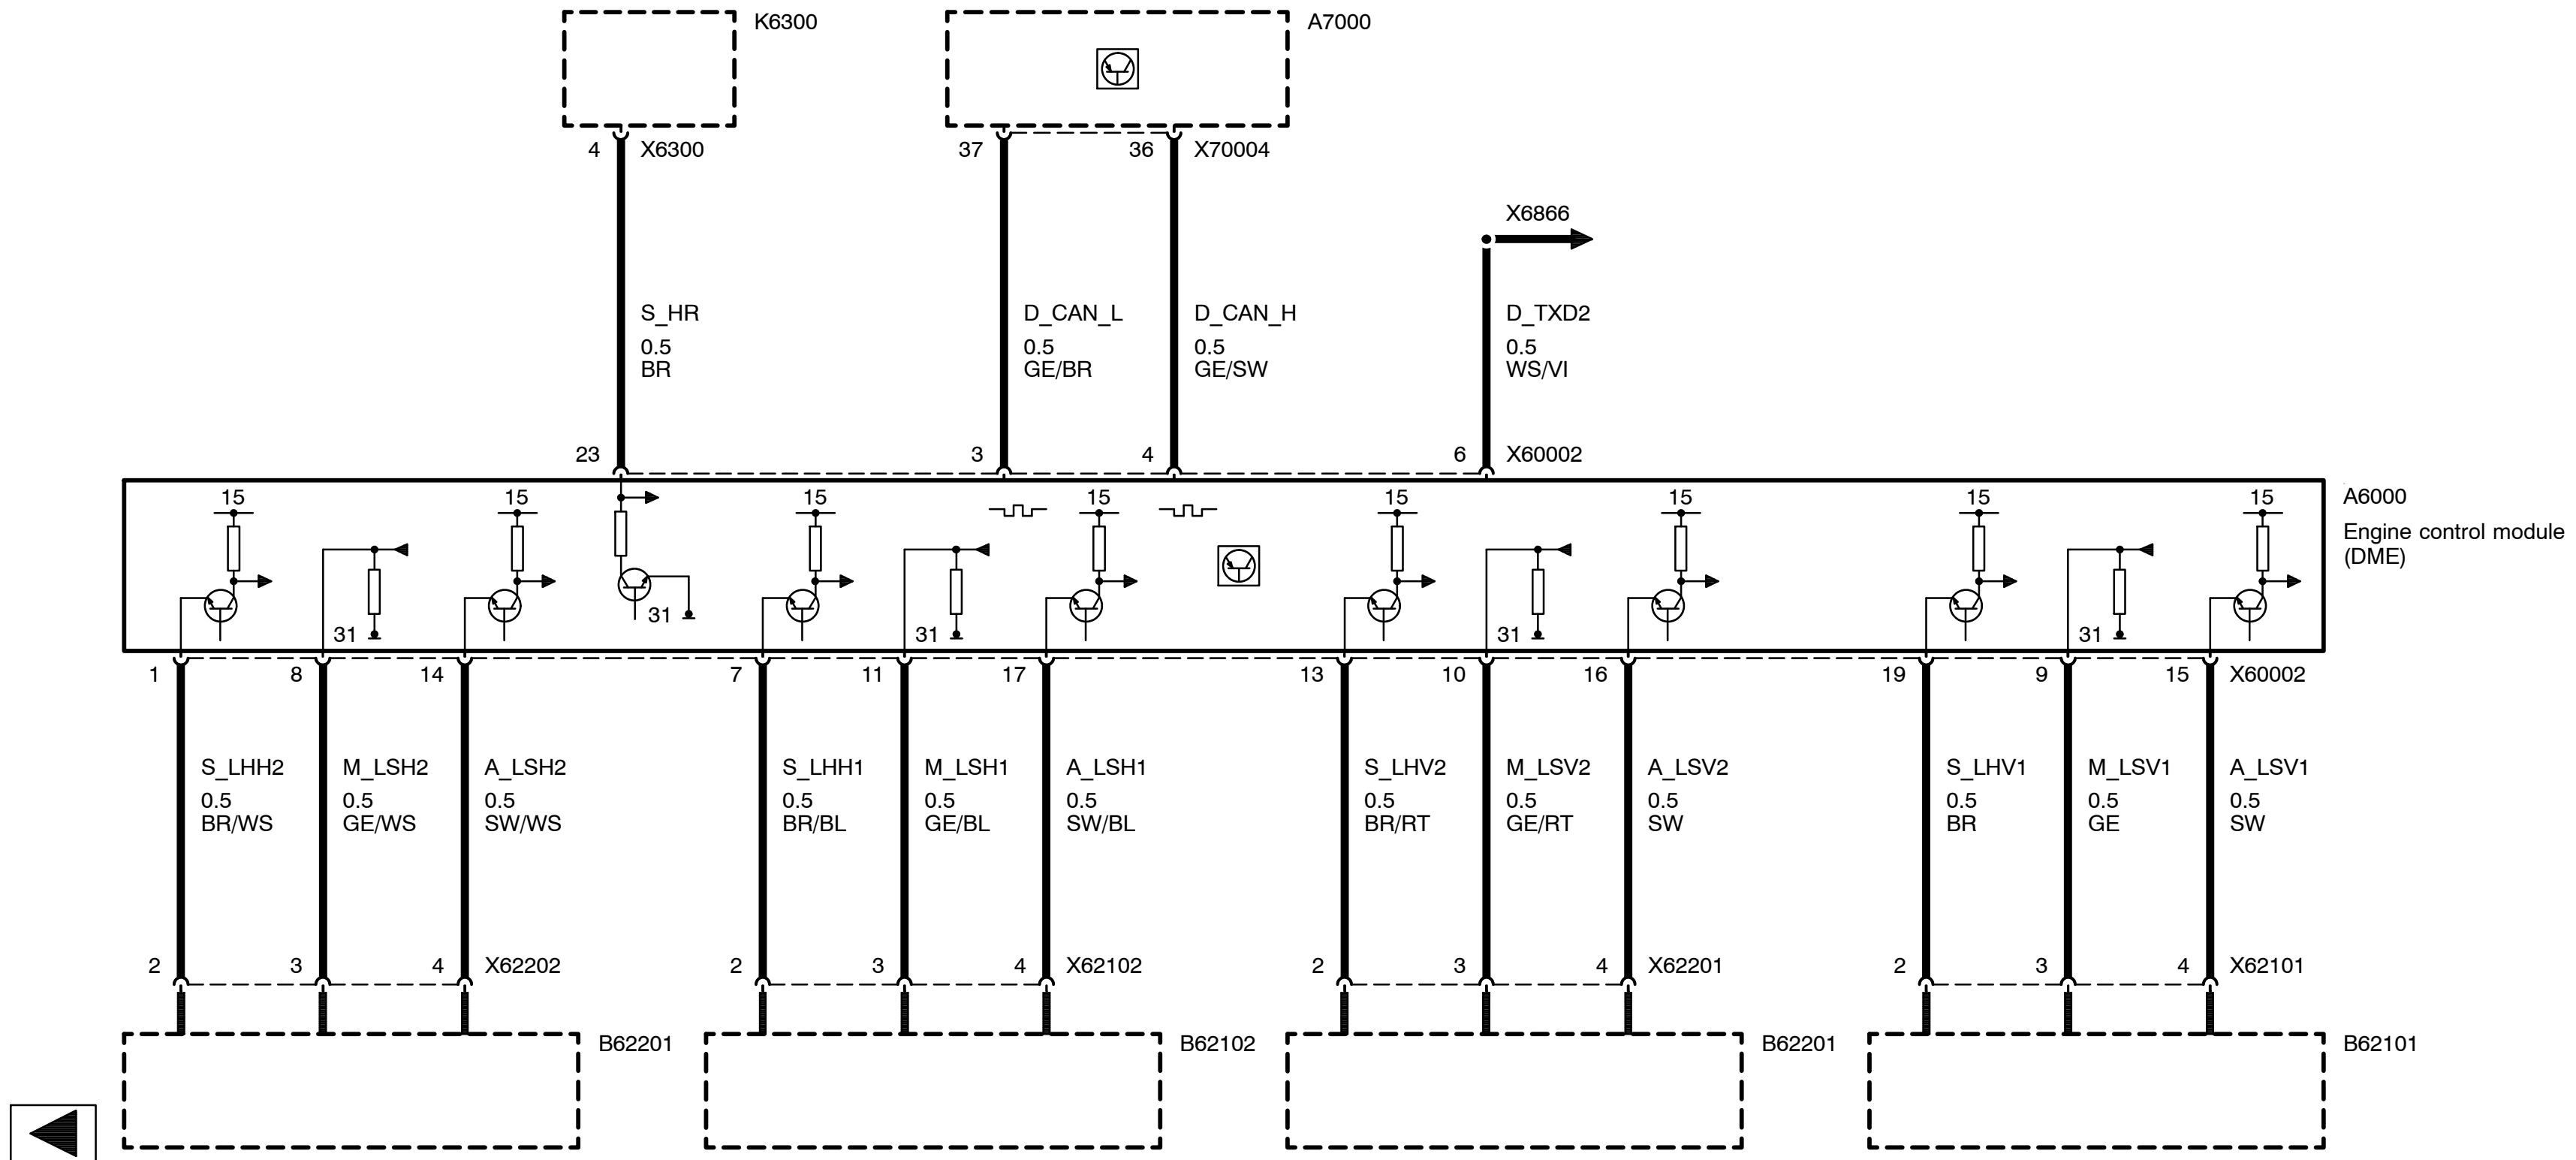 K6300
A7000
4 X6300
37 36 X70004
X6866
S_HR D_CAN_L D_CAN_H D_TXD2
0.5 0.5 0.5 0.5
BR GE/BR GE/SW WS/VI
23 3 4 6 X60002
15 15 15 15 15 15 15 15 A6000
Engine control module
(DME)
31
31 31 31 31
1 8 14 7 11 17 13 10 16 19 9 15 X60002
S_LHH2 M_LSH2 A_LSH2 S_LHH1 M_LSH1 A_LSH1 S_LHV2 M_LSV2 A_LSV2 S_LHV1 M_LSV1 A_LSV1
0.5 0.5 0.5 0.5 0.5 0.5 0.5 0.5 0.5 0.5 0.5 0.5
BR/WS GE/WS SW/WS BR/BL GE/BL SW/BL BR/RT GE/RT SW BR GE SW
2 3 4 X62202 2 3 4 X62102 2 3 4 X62201 2 3 4 X62101
B62201 B62102 B62201 B62101